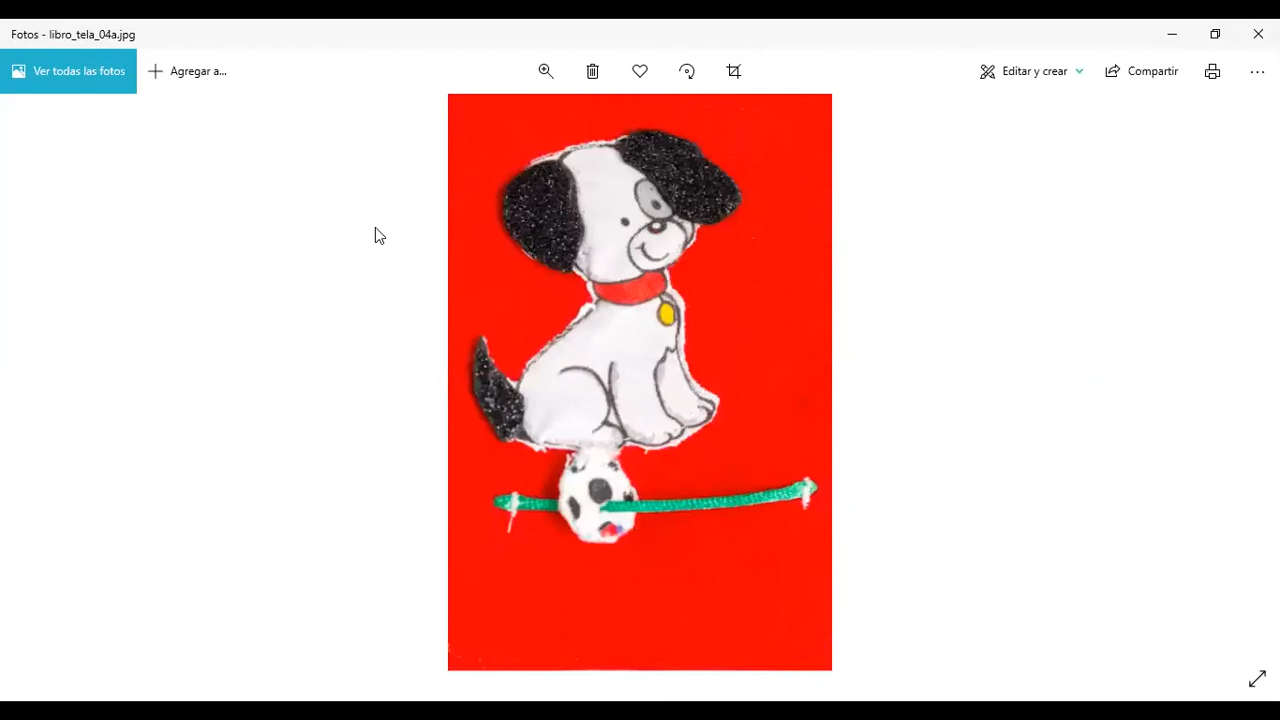 Fotos - libro_tela_04a.jpg
Ver todas las fotos
Agregar a...
Editar y crear
Compartir